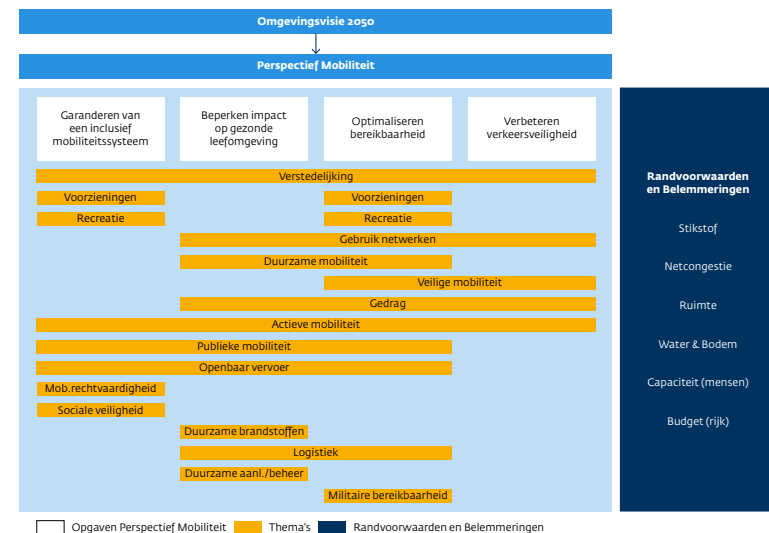 Omgevingsvisie 2050
Perspectief Mobiliteit
Garanderen van
een inclusief
mobiliteitssysteem
Beperken impact
op gezonde
leefomgeving
Optimaliseren
bereikbaarheid
Verbeteren
verkeersveiligheid
Verstedelijking
Voorzieningen
Voorzieningen
Recreatie
Recreatie
Gebruik netwerken
Duurzame mobiliteit
Veilige mobiliteit
Gedrag
Actieve mobiliteit
Publieke mobiliteit
Openbaar vervoer
Mob.rechtvaardigheid
Sociale veiligheid
Duurzame brandstoffen
Logistiek
Duurzame aanl./beheer
Militaire bereikbaarheid
Randvoorwaarden
en Belemmeringen
Stikstof
Netcongestie
Ruimte
Water & Bodem
Capaciteit (mensen)
Budget (rijk)
Opgaven Perspectief Mobiliteit
Thema's
Randvoorwaarden en Belemmeringen